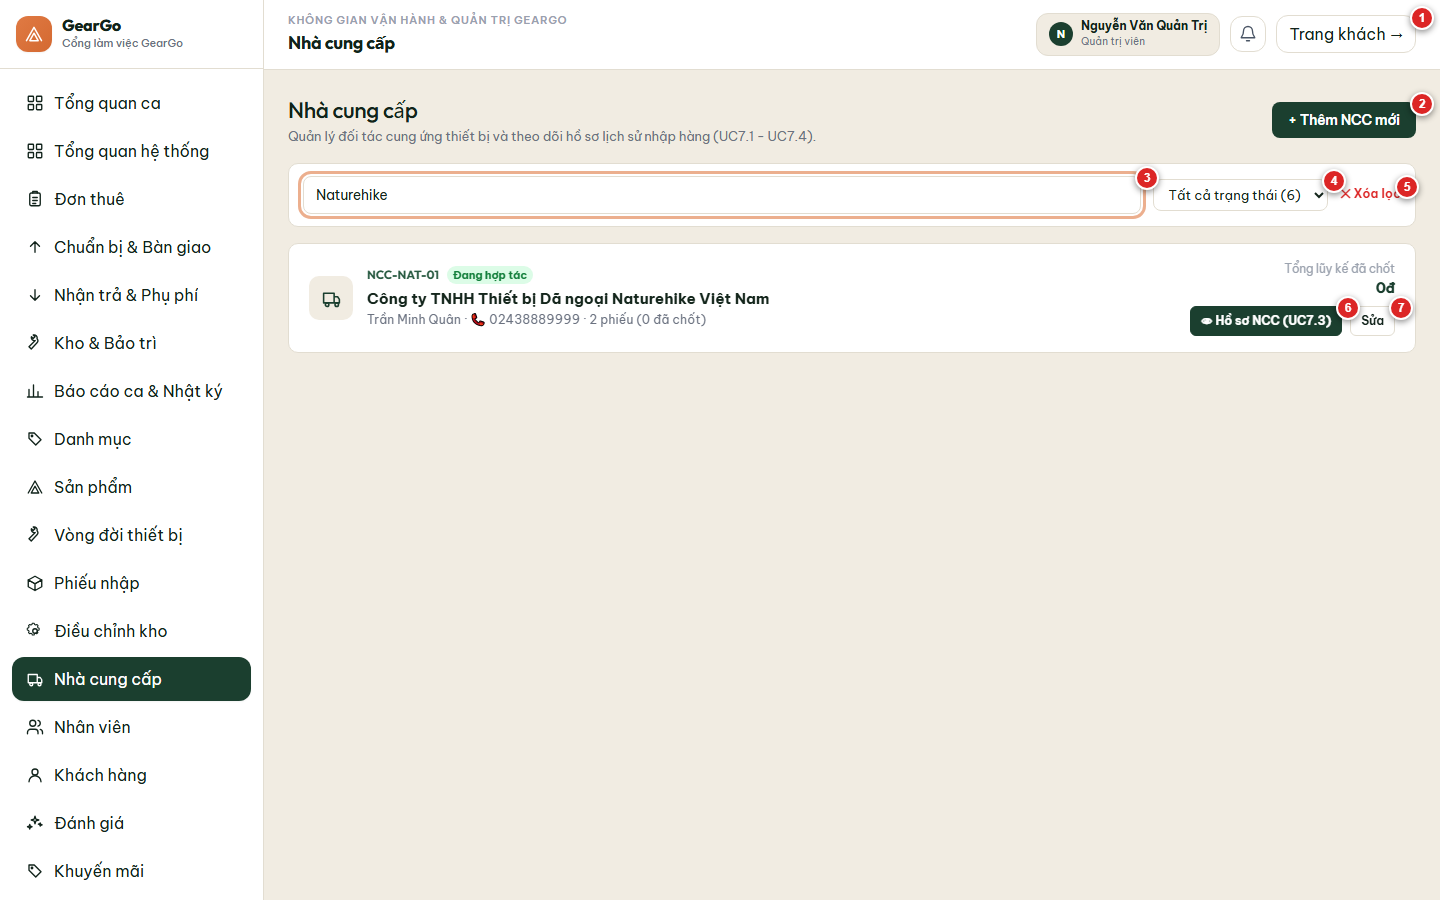 GearGo
Cổng làm việc GearGo
Tổng quan ca
Tổng quan hệ thống
Đơn thuê
Chuẩn bị & Bàn giao
Nhận trả & Phụ phí
Kho & Bảo trì
Báo cáo ca & Nhật ký
Danh mục
Sản phẩm
Vòng đời thiết bị
Phiếu nhập
Điều chỉnh kho
Nhà cung cấp
Nhân viên
Khách hàng
Đánh giá
Khuyến mãi
KHÔNG GIAN VẬN HÀNH & QUẢN TRỊ GEARGO
Nhà cung cấp
N
Nguyễn Văn Quản Trị
Quản trị viên
Trang khách →
1
Nhà cung cấp
Quản lý đối tác cung ứng thiết bị và theo dõi hồ sơ lịch sử nhập hàng (UC7.1 - UC7.4).
+ Thêm NCC mới
2
Naturehike
3
Tất cả trạng thái (6)
4
✕ Xóa lọc
5
NCC-NAT-01
Đang hợp tác
Công ty TNHH Thiết bị Dã ngoại Naturehike Việt Nam
Trần Minh Quân · 📞 02438889999 · 2 phiếu (0 đã chốt)
Tổng lũy kế đã chốt
0đ
👁 Hồ sơ NCC (UC7.3)
6
Sửa
7